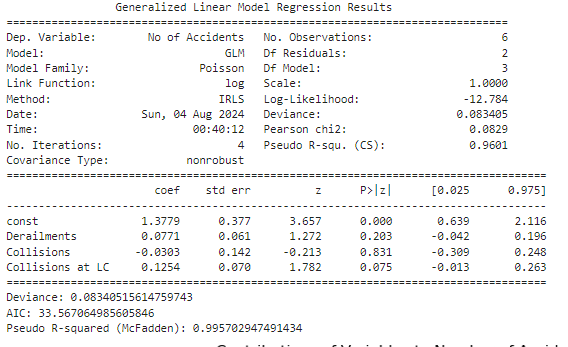 Generalized Linear Model Regression Results
==============================================================================
Dep. Variable: No of Accidents No. Observations: 6
Model: GLM Df Residuals: 2
Model Family: Poisson Df Model: 3
Link Function: log Scale: 1.0000
Method: IRLS Log-Likelihood: -12.784
Date: Sun, 04 Aug 2024 Deviance: 0.083405
Time: 00:40:12 Pearson chi2: 0.0829
No. Iterations: 4 Pseudo R-squ. (CS): 0.9601
Covariance Type: nonrobust
====================================================================================
coef std err z P>|z| [0.025 0.975]
------------------------------------------------------------------------------------
const 1.3779 0.377 3.657 0.000 0.639 2.116
Derailments 0.0771 0.061 1.272 0.203 -0.042 0.196
Collisions -0.0303 0.142 -0.213 0.831 -0.309 0.248
Collisions at LC 0.1254 0.070 1.782 0.075 -0.013 0.263
====================================================================================
Deviance: 0.08340515614759743
AIC: 33.567064985605846
Pseudo R-squared (McFadden): 0.995702947491434